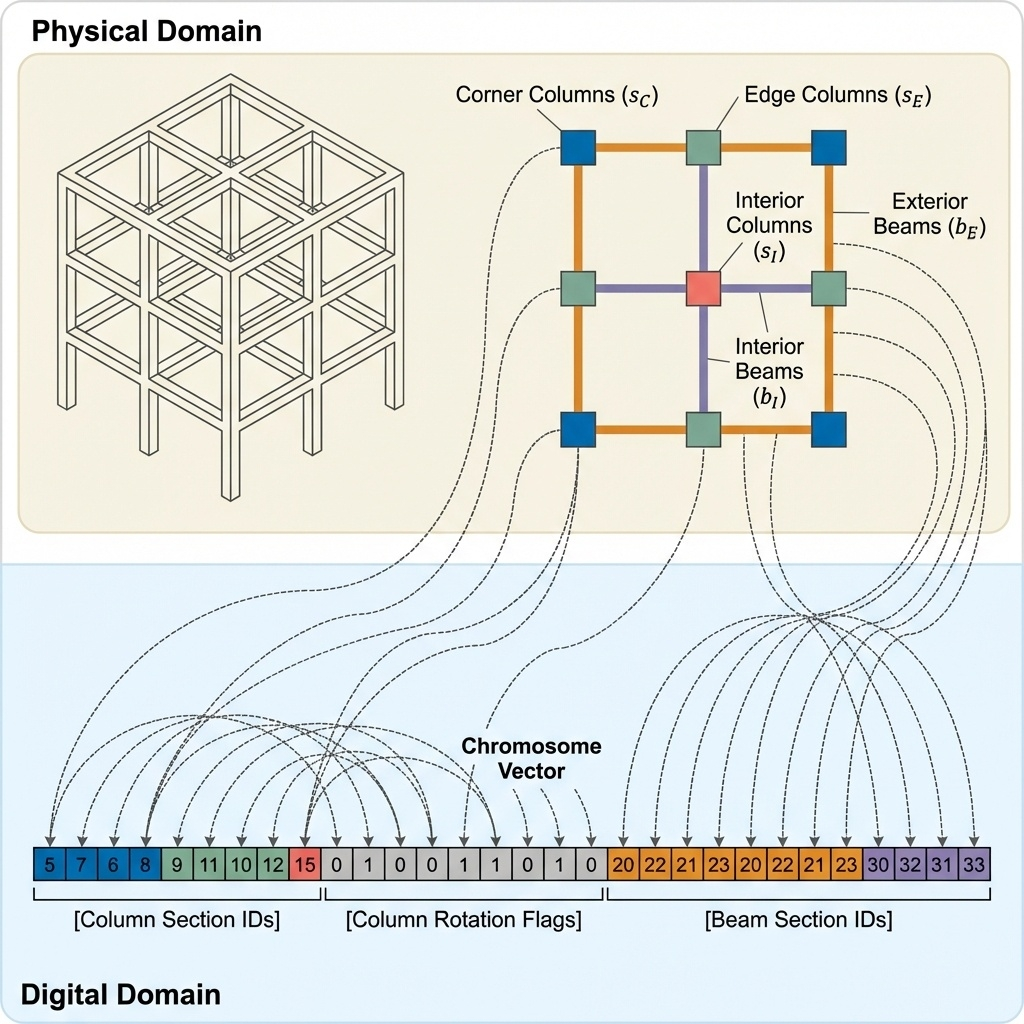 Physical Domain
Corner Columns (s_C)
Edge Columns (s_E)
Interior
Columns
(s_I)
Exterior
Beams (b_E)
Interior
Beams
(b_I)
Chromosome
Vector
5 7 6 8 9 11 10 12 15 0 1 0 0 1 1 0 1 0 20 22 21 23 20 22 21 23 30 32 31 33
[Column Section IDs] [Column Rotation Flags] [Beam Section IDs]
Digital Domain